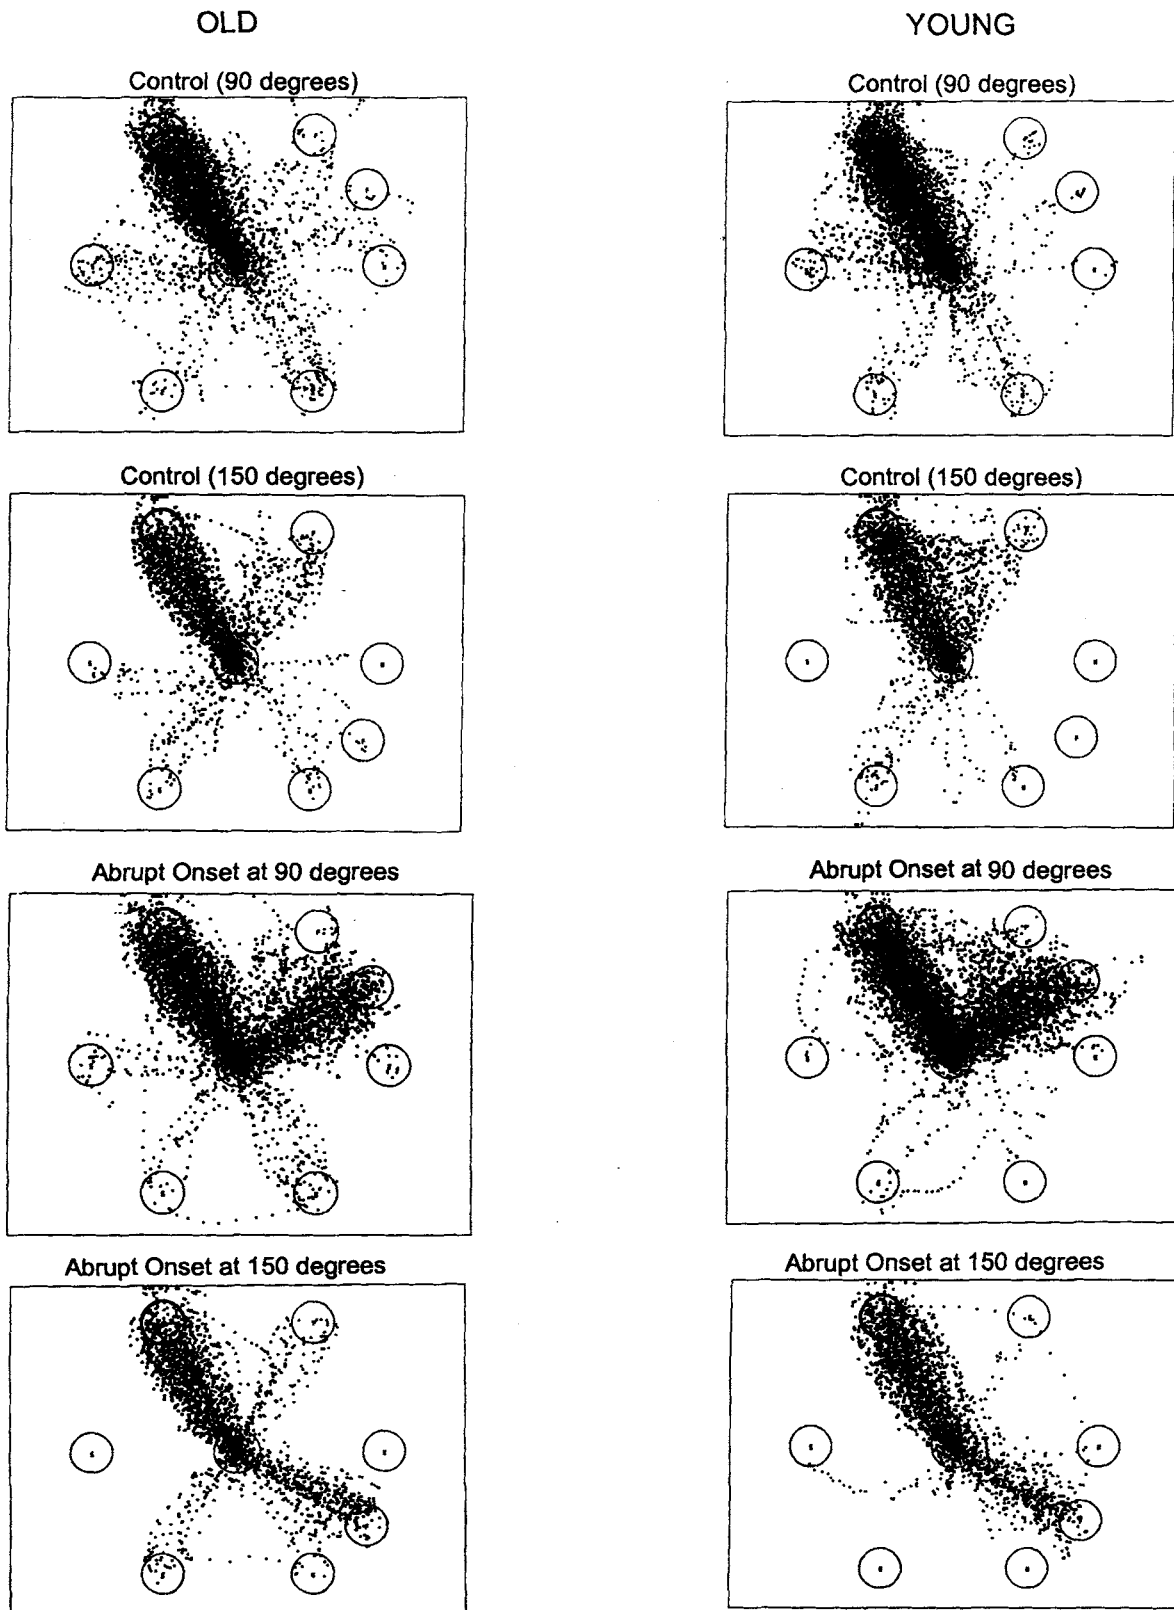 OLD
YOUNG
Control (90 degrees)
Control (90 degrees)
Control (150 degrees)
Control (150 degrees)
Abrupt Onset at 90 degrees
Abrupt Onset at 90 degrees
Abrupt Onset at 150 degrees
Abrupt Onset at 150 degrees